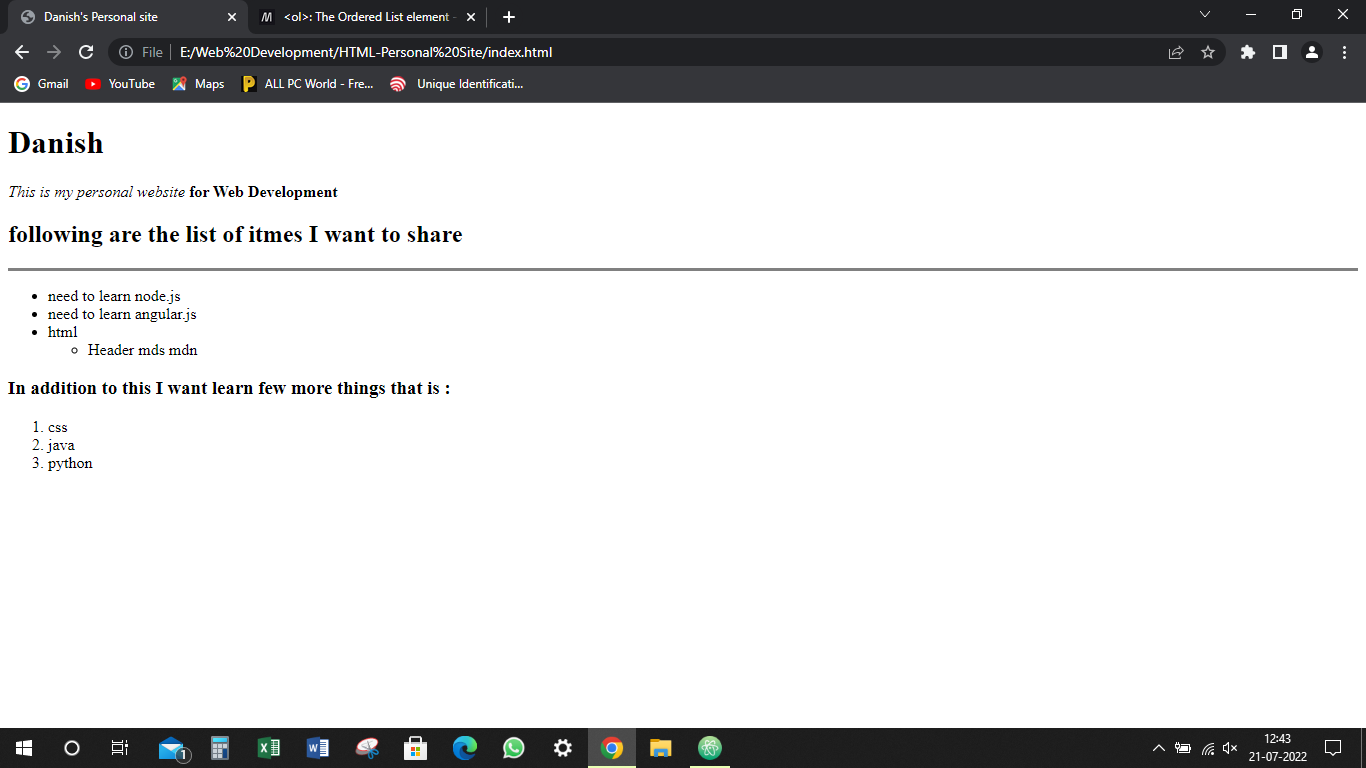 Danish's Personal site
<ol>: The Ordered List element -
File E:/Web%20Development/HTML-Personal%20Site/index.html
Gmail YouTube Maps ALL PC World - Fre... Unique Identificati...
Danish
This is my personal website for Web Development
following are the list of itmes I want to share
• need to learn node.js
• need to learn angular.js
• html
◦ Header mds mdn
In addition to this I want learn few more things that is :
1. css
2. java
3. python
1
12:43
21-07-2022